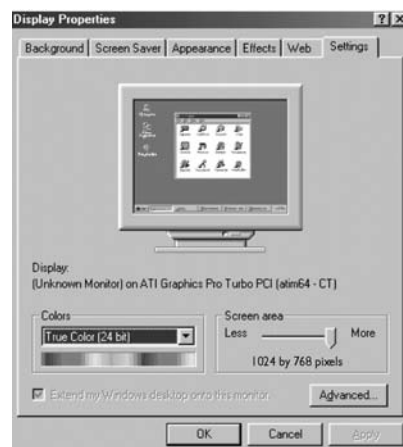 Display Properties
Background Screen Saver Appearance Effects Web Settings
Display:
(Unknown Monitor) on ATI Graphics Pro Turbo PCI (atim64 - CT)
Colors
Screen area
True Color (24 bit)
Less More
1024 by 768 pixels
Extend my Windows desktop onto this monitor.
Advanced...
OK Cancel Apply